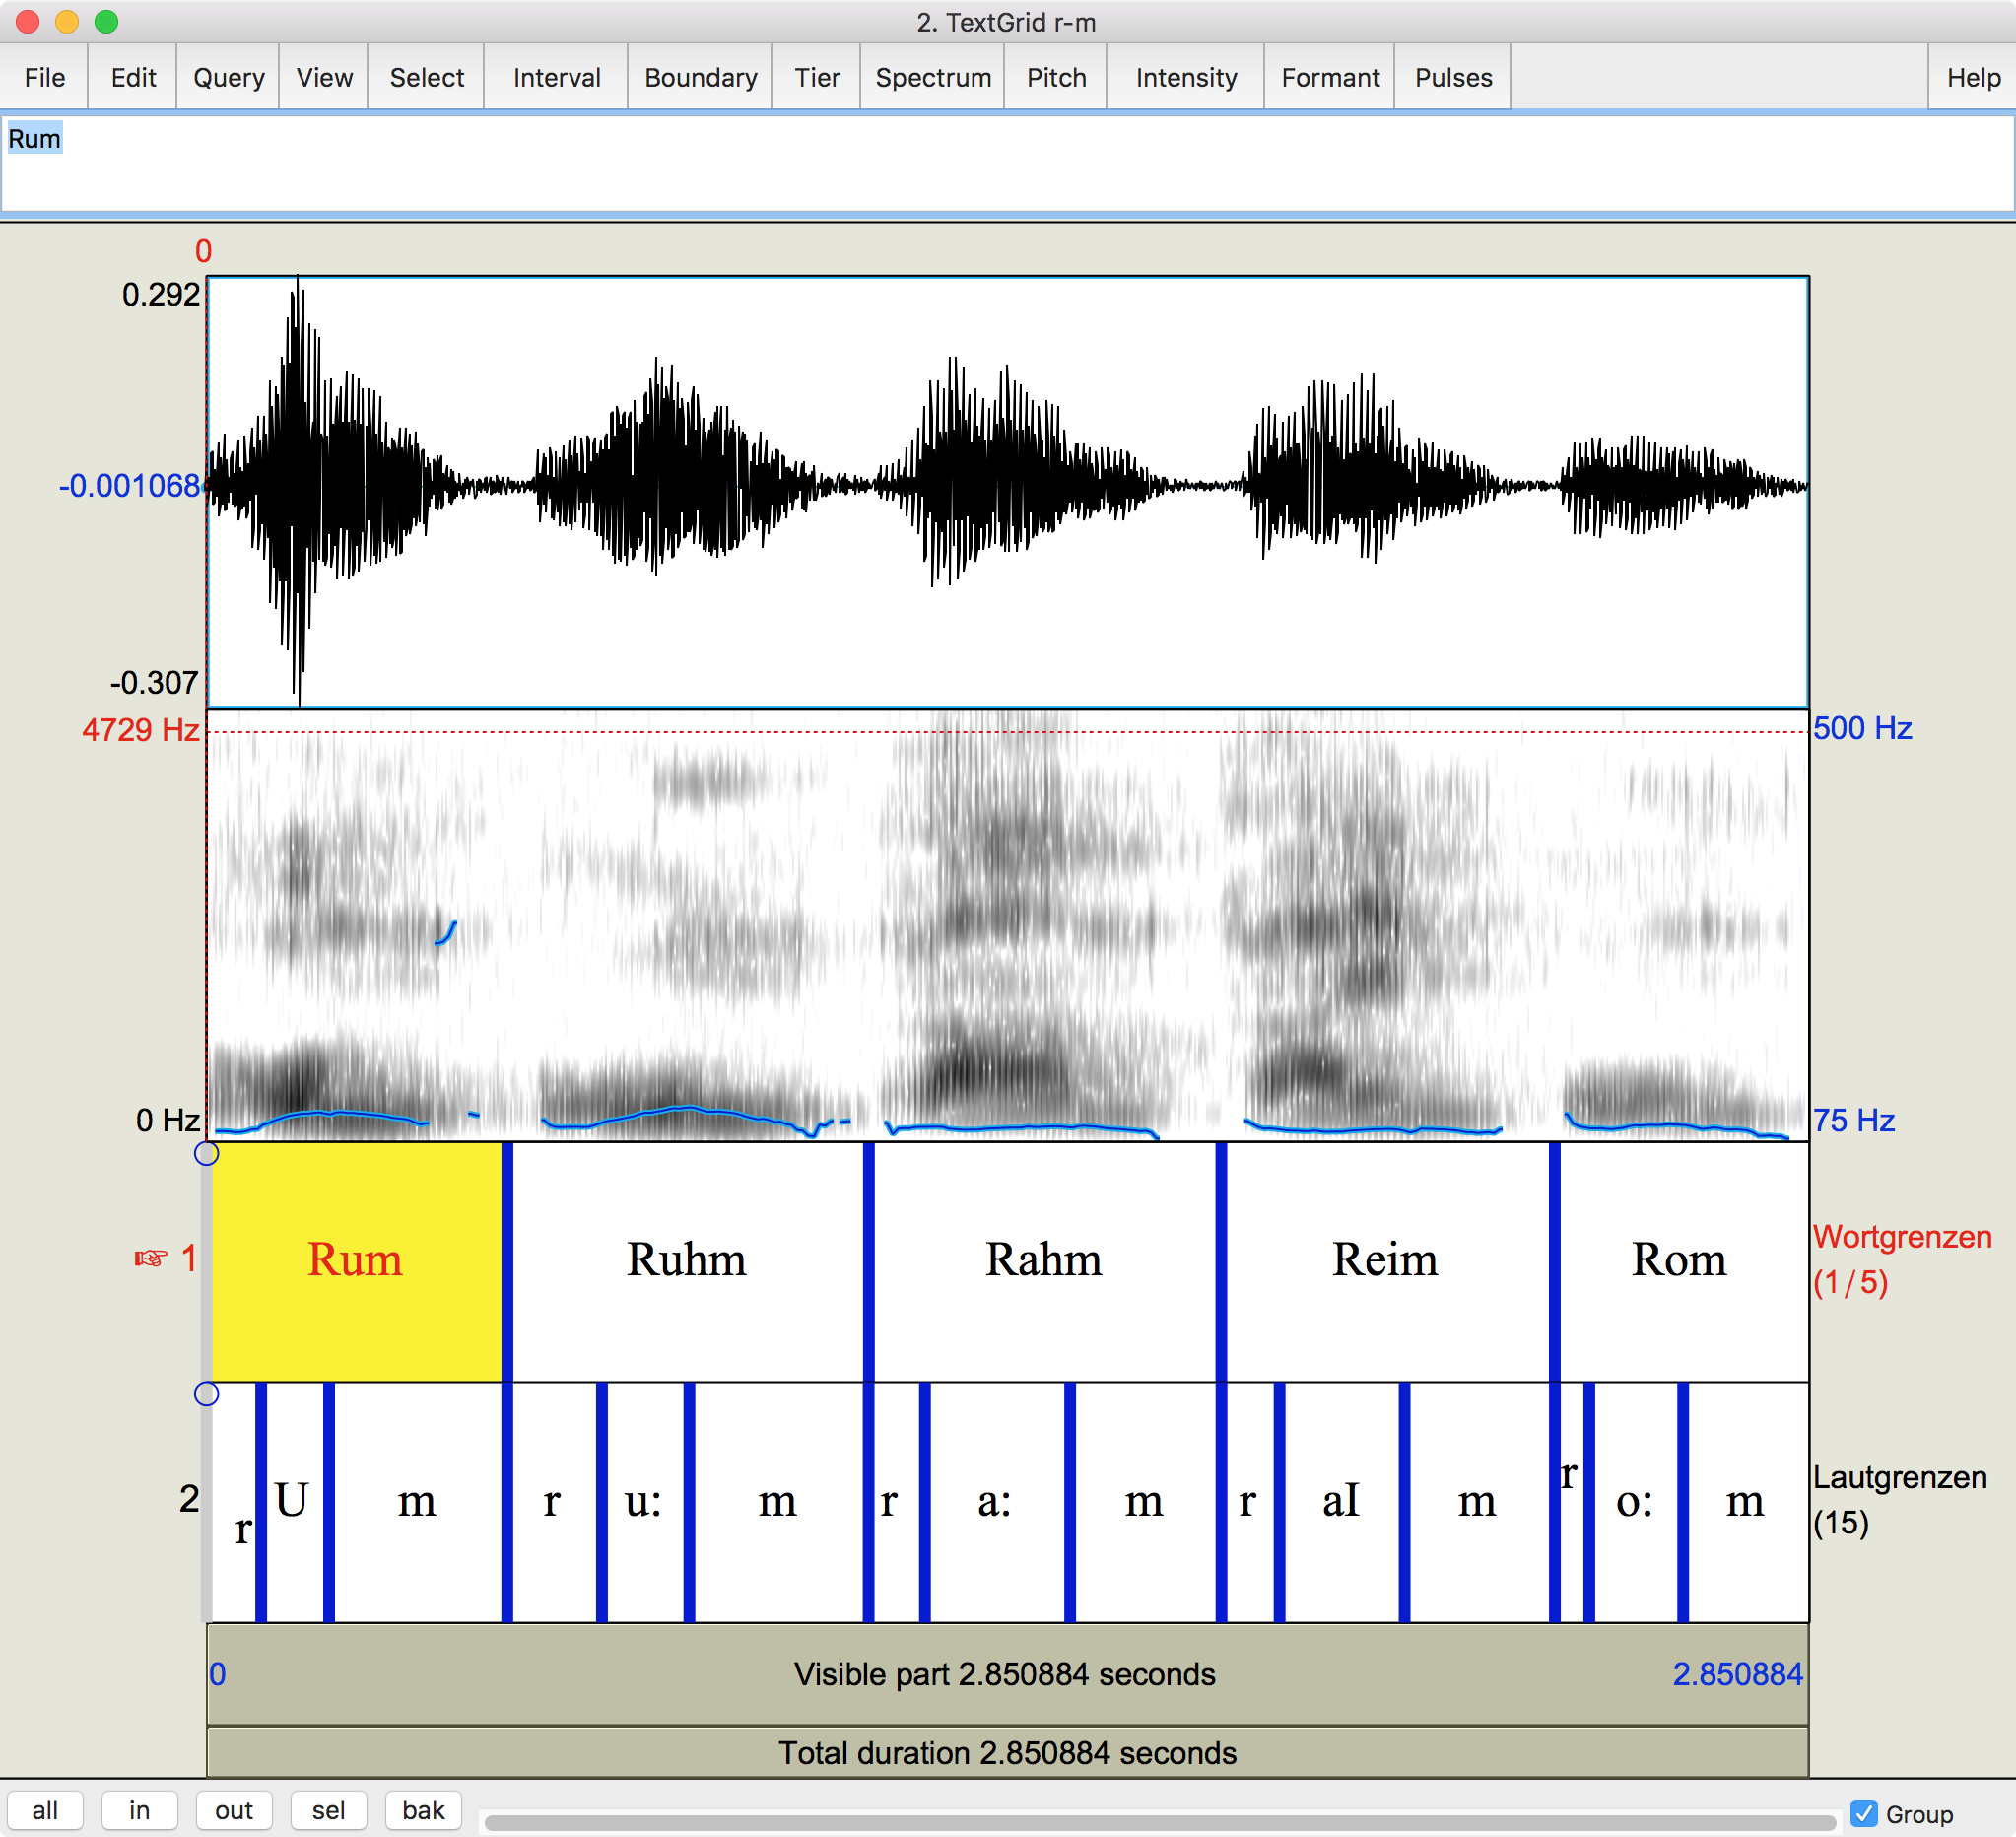 2. TextGrid r-m
File Edit Query View Select Interval Boundary Tier Spectrum Pitch Intensity Formant Pulses Help
Rum
0
0.292
-0.001068
-0.307
4729 Hz 500 Hz
0 Hz 75 Hz
☞ 1 Rum Ruhm Rahm Reim Rom Wortgrenzen
(1/5)
2 r U m r u: m r a: m r aI m r o: m Lautgrenzen
(15)
0 Visible part 2.850884 seconds 2.850884
Total duration 2.850884 seconds
all in out sel bak Group